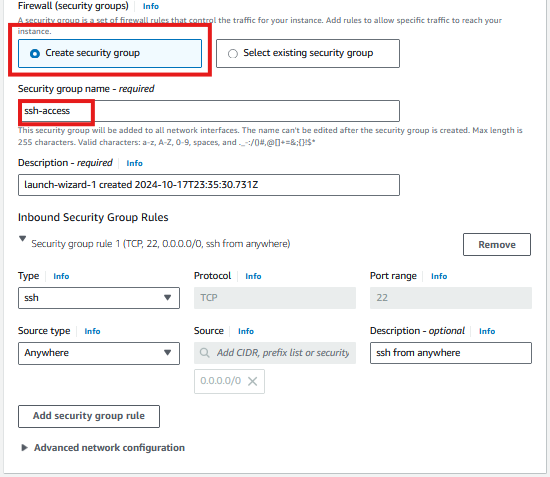 Firewall (security groups) Info
A security group is a set of firewall rules that control the traffic for your instance. Add rules to allow specific traffic to reach your
instance.
Create security group
Select existing security group
Security group name - required
ssh-access
This security group will be added to all network interfaces. The name can't be edited after the security group is created. Max length is
255 characters. Valid characters: a-z, A-Z, 0-9, spaces, and ._-:/()#,@[]+=&;{}!$*
Description - required Info
launch-wizard-1 created 2024-10-17T23:35:30.731Z
Inbound Security Group Rules
Security group rule 1 (TCP, 22, 0.0.0.0/0, ssh from anywhere)
Remove
Type Info
Protocol Info
Port range Info
ssh
TCP
22
Source type Info
Source Info
Description - optional Info
Anywhere
Add CIDR, prefix list or security
ssh from anywhere
0.0.0.0/0
Add security group rule
Advanced network configuration